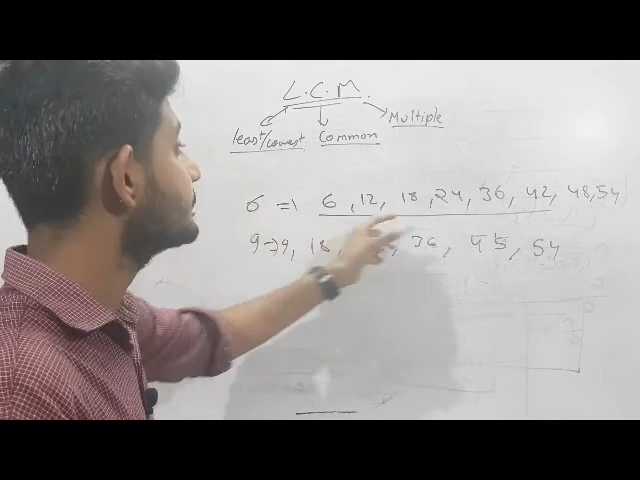 L.C.M.
least/lowest Common Multiple
6 => 6, 12, 18, 24, 36, 42, 48, 54
9 => 9, 18, 36, 45, 54